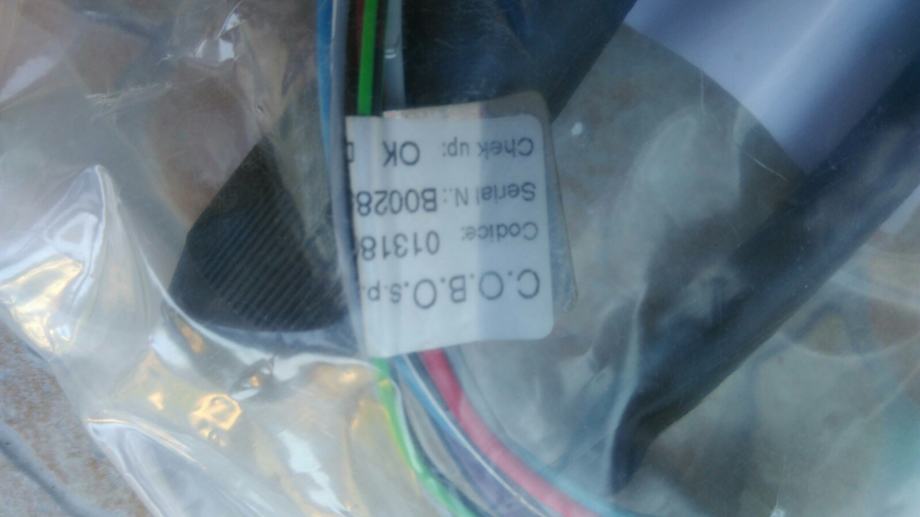 C.O.B.O. s.p.
Codice: 01318
Serial N.: B0028
Chek up: OK